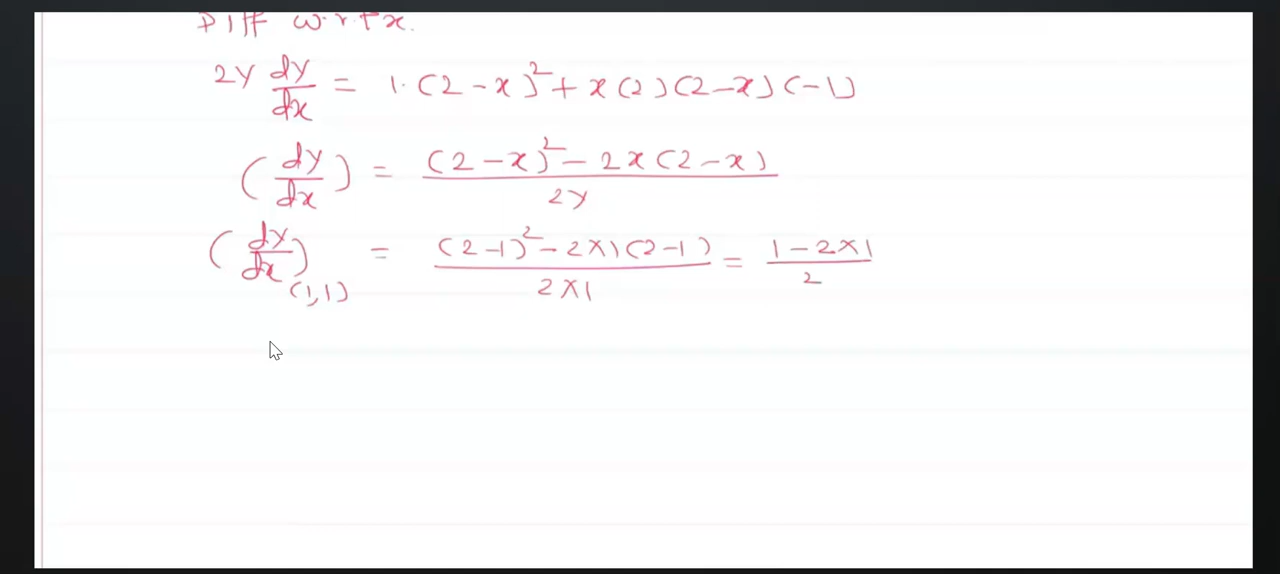 Diff w.r.t x.
2y dy/dx = 1.(2-x)² + x(2)(2-x)(-1)
(dy/dx) = (2-x)² - 2x(2-x) / 2y
(dy/dx)(1,1) = (2-1)² - 2×1(2-1) / 2×1 = 1-2×1 / 2